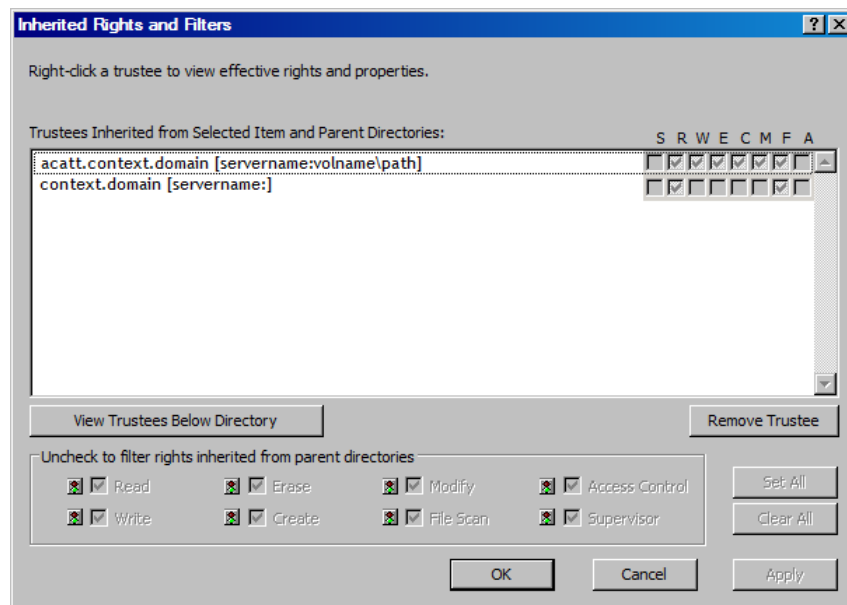 Inherited Rights and Filters
Right-click a trustee to view effective rights and properties.
Trustees Inherited from Selected Item and Parent Directories: S R W E C M F A
acatt.context.domain [servername:volname\path]
context.domain [servername:]
View Trustees Below Directory Remove Trustee
Uncheck to filter rights inherited from parent directories
Read Erase Modify Access Control Set All
Write Create File Scan Supervisor Clear All
OK Cancel Apply